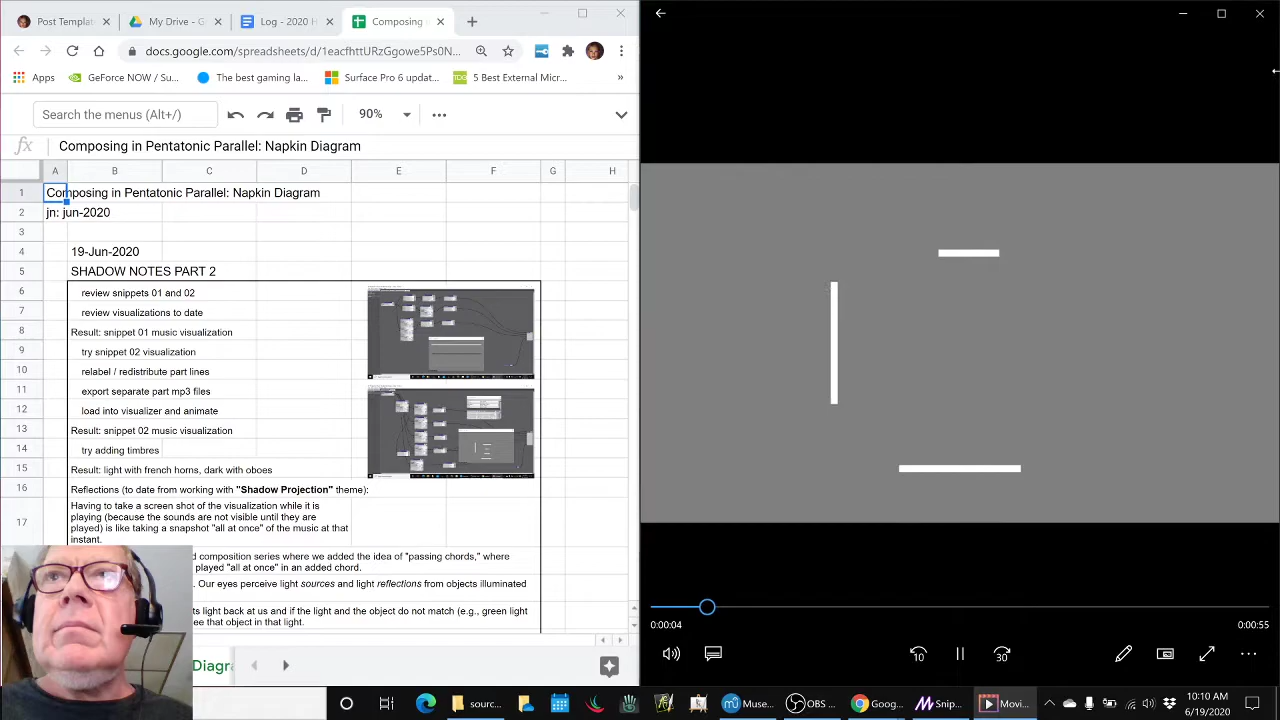 Post Templat
My Drive - G
Log - 2020 H
Composing
docs.google.com/spreadsheets/d/1eacfhttURzGgowe5Ps0N...
Apps
GeForce NOW / Su...
The best gaming la...
Surface Pro 6 updat...
5 Best External Micr...
»
Search the menus (Alt+/)
90%
fx
Composing in Pentatonic Parallel: Napkin Diagram
A B C D E F G H
1 Composing in Pentatonic Parallel: Napkin Diagram
2 jn: jun-2020
3
4 19-Jun-2020
5 SHADOW NOTES PART 2
6 review snippets 01 and 02
7 review visualizations to date
8 Result: snippet 01 music visualization
9 try snippet 02 visualization
10 relabel / redistribute part lines
11 export separate part mp3 files
12 load into visualizer and animate
13 Result: snippet 02 music visualization
14 try adding timbres
15 Result: light with french horns, dark with oboes
16 Reflections (to date from working with "Shadow Projection" theme):
Having to take a screen shot of the visualization while it is
playing (because the sounds are not visible until they are
17 played) is like taking a snapshot "all at once" of the music at that
instant.
d composition series where we added the idea of "passing chords," where
played "all at once" in an added chord.
. Our eyes perceive light sources and light reflections from objects illuminated
ts light back at us and if the light and the object do not match (e.g., green light
ee that object in that light.
Diagra
0:00:04
0:00:55
10
30
sourc...
Muse...
OBS ...
Goog...
Snip...
Movi...
10:10 AM
6/19/2020